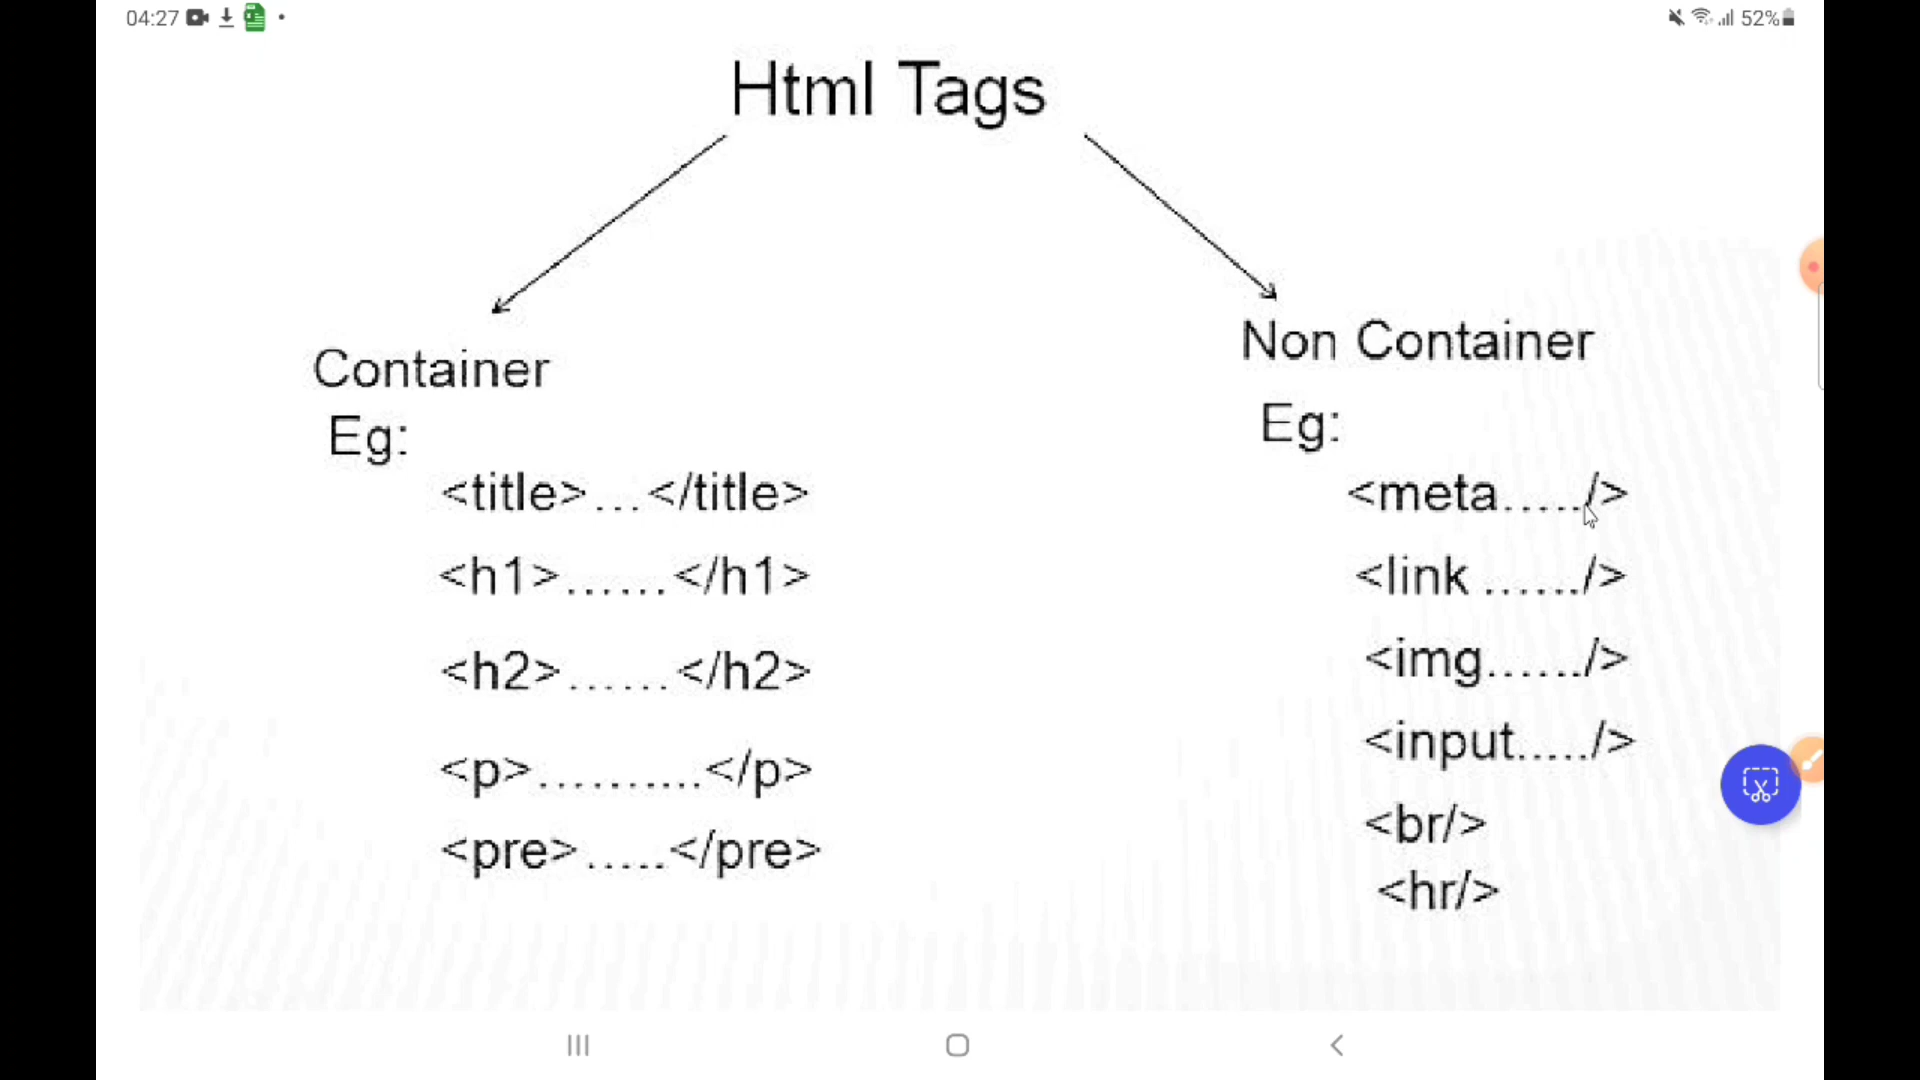 04:27
52%
Html Tags
Container
Eg:
<title>...</title>
<h1>......</h1>
<h2>......</h2>
<p>..........</p>
<pre>.....</pre>
Non Container
Eg:
<meta...../>
<link ....../>
<img....../>
<input...../>
<br/>
<hr/>